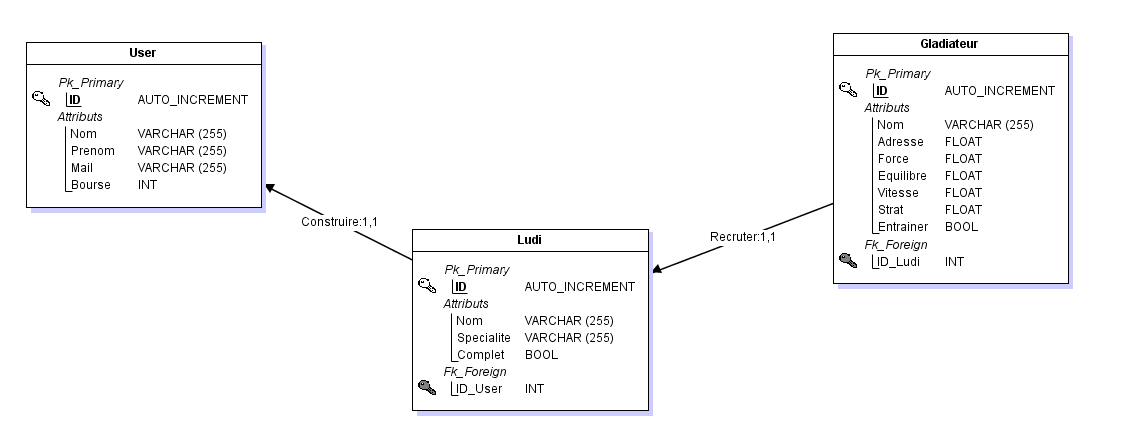 User
Pk_Primary
ID AUTO_INCREMENT
Attributs
Nom VARCHAR (255)
Prenom VARCHAR (255)
Mail VARCHAR (255)
Bourse INT
Construire:1,1
Ludi
Pk_Primary
ID AUTO_INCREMENT
Attributs
Nom VARCHAR (255)
Specialite VARCHAR (255)
Complet BOOL
Fk_Foreign
ID_User INT
Recruter:1,1
Gladiateur
Pk_Primary
ID AUTO_INCREMENT
Attributs
Nom VARCHAR (255)
Adresse FLOAT
Force FLOAT
Equilibre FLOAT
Vitesse FLOAT
Strat FLOAT
Entrainer BOOL
Fk_Foreign
ID_Ludi INT